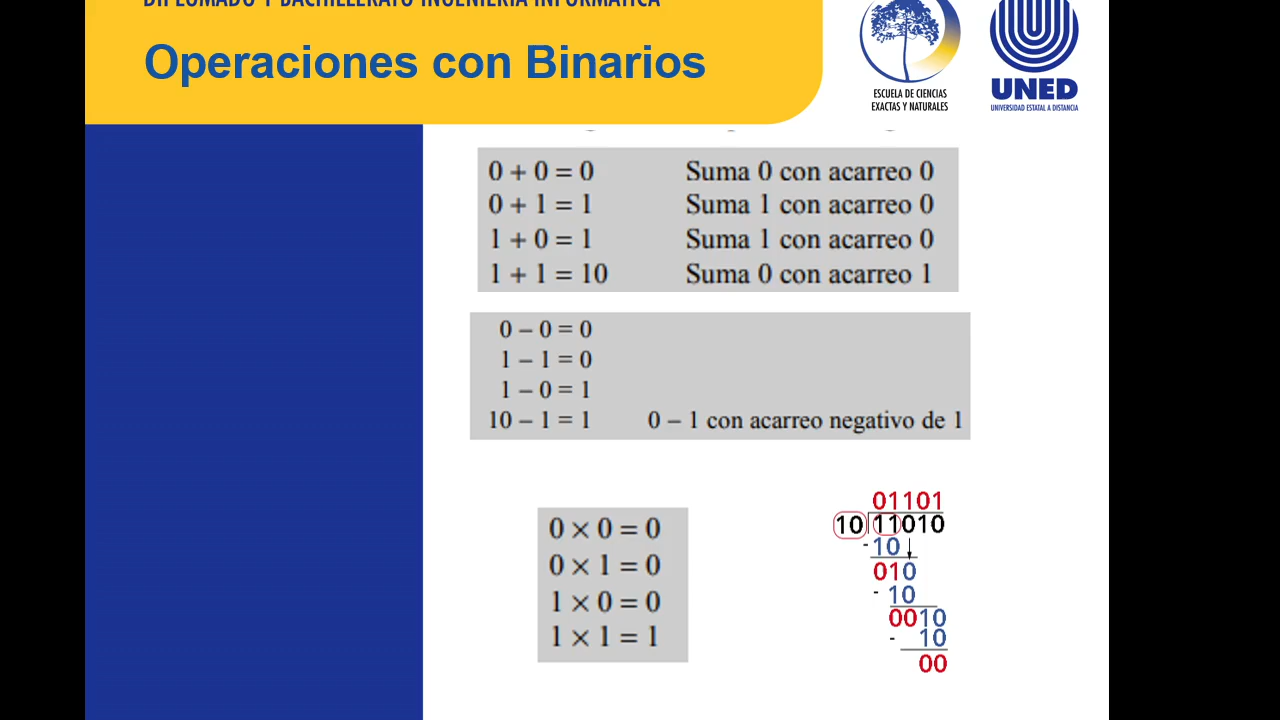 DIPLOMADO Y BACHILLERATO INGENIERÍA INFORMÁTICA
Operaciones con Binarios
ESCUELA DE CIENCIAS
EXACTAS Y NATURALES
UNED
UNIVERSIDAD ESTATAL A DISTANCIA
0 + 0 = 0 Suma 0 con acarreo 0
0 + 1 = 1 Suma 1 con acarreo 0
1 + 0 = 1 Suma 1 con acarreo 0
1 + 1 = 10 Suma 0 con acarreo 1
0 – 0 = 0
1 – 1 = 0
1 – 0 = 1
10 – 1 = 1 0 – 1 con acarreo negativo de 1
0 × 0 = 0
0 × 1 = 0
1 × 0 = 0
1 × 1 = 1
01101
10 11010
- 10
010
- 10
0010
- 10
00